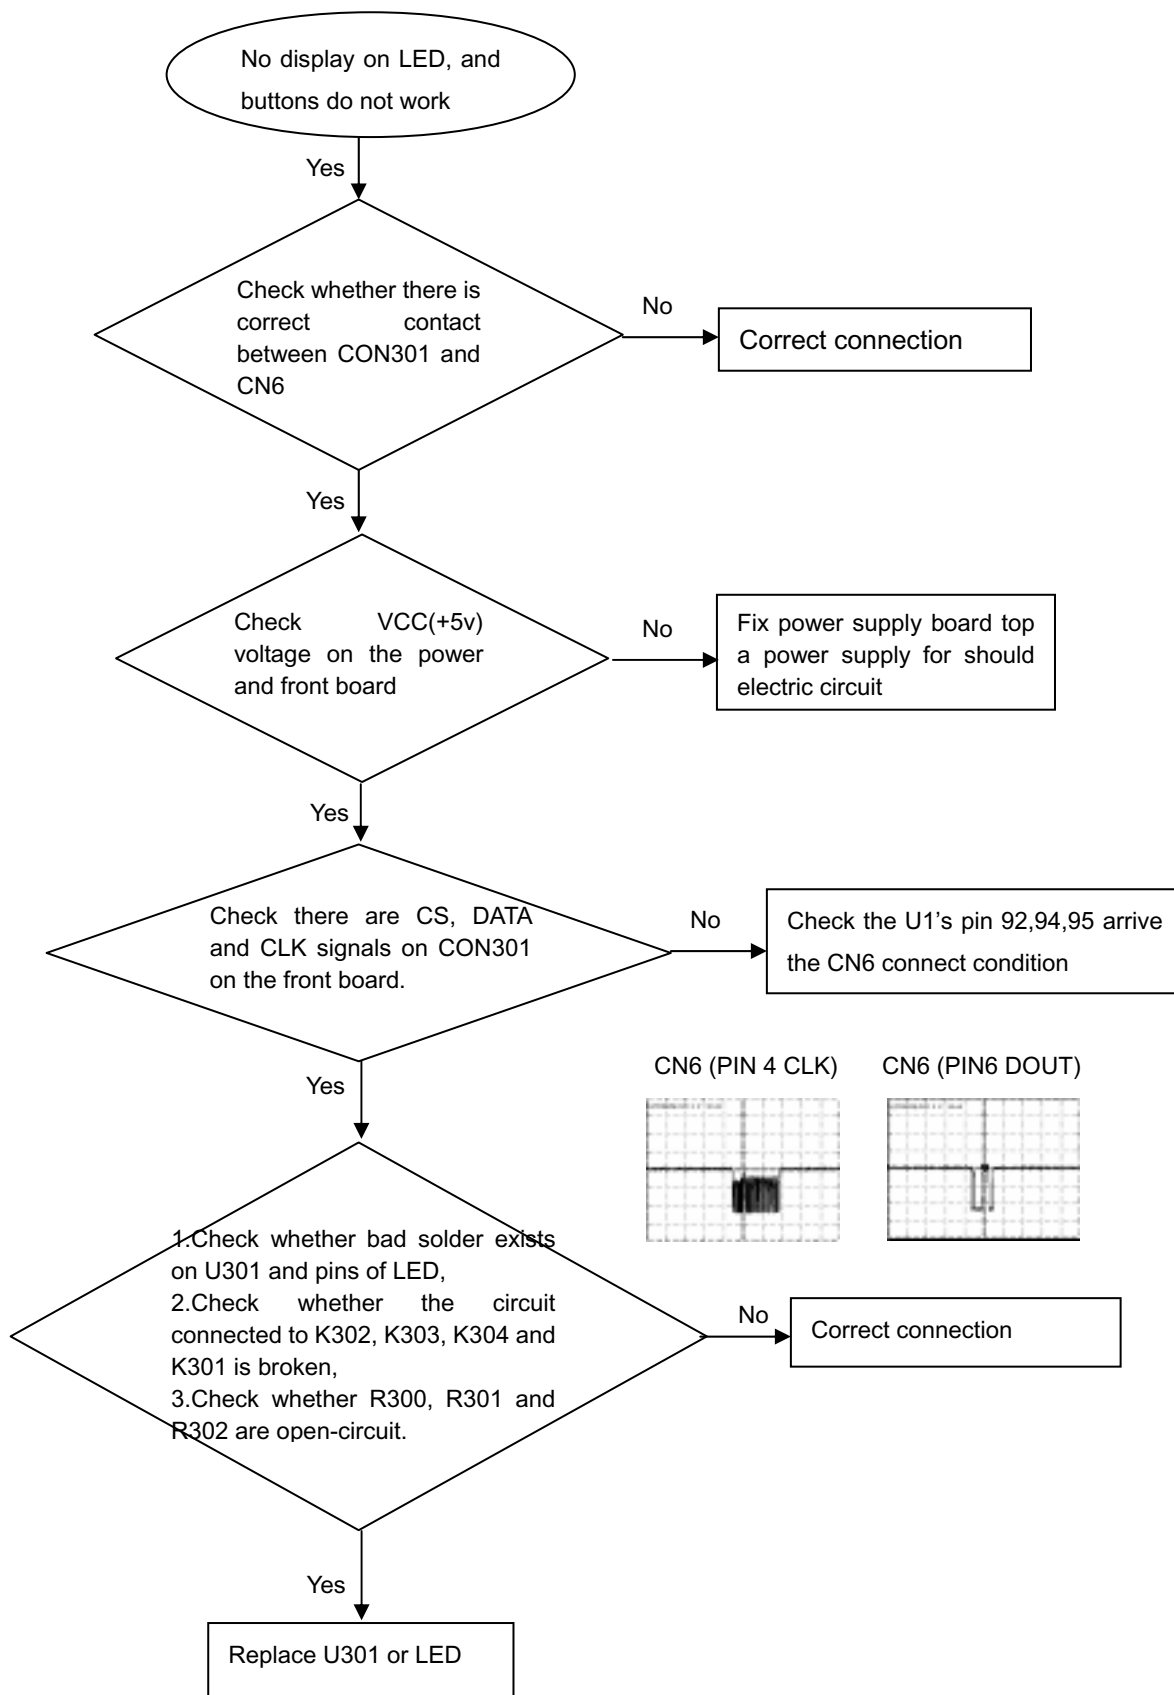 No display on LED, and
buttons do not work
Yes
Check whether there is
correct contact
between CON301 and
CN6
No
Correct connection
Yes
Check VCC(+5v)
voltage on the power
and front board
No
Fix power supply board top
a power supply for should
electric circuit
Yes
Check there are CS, DATA
and CLK signals on CON301
on the front board.
No
Check the U1’s pin 92,94,95 arrive
the CN6 connect condition
Yes
CN6 (PIN 4 CLK)
CN6 (PIN6 DOUT)
1.Check whether bad solder exists
on U301 and pins of LED,
2.Check whether the circuit
connected to K302, K303, K304 and
K301 is broken,
3.Check whether R300, R301 and
R302 are open-circuit.
No
Correct connection
Yes
Replace U301 or LED